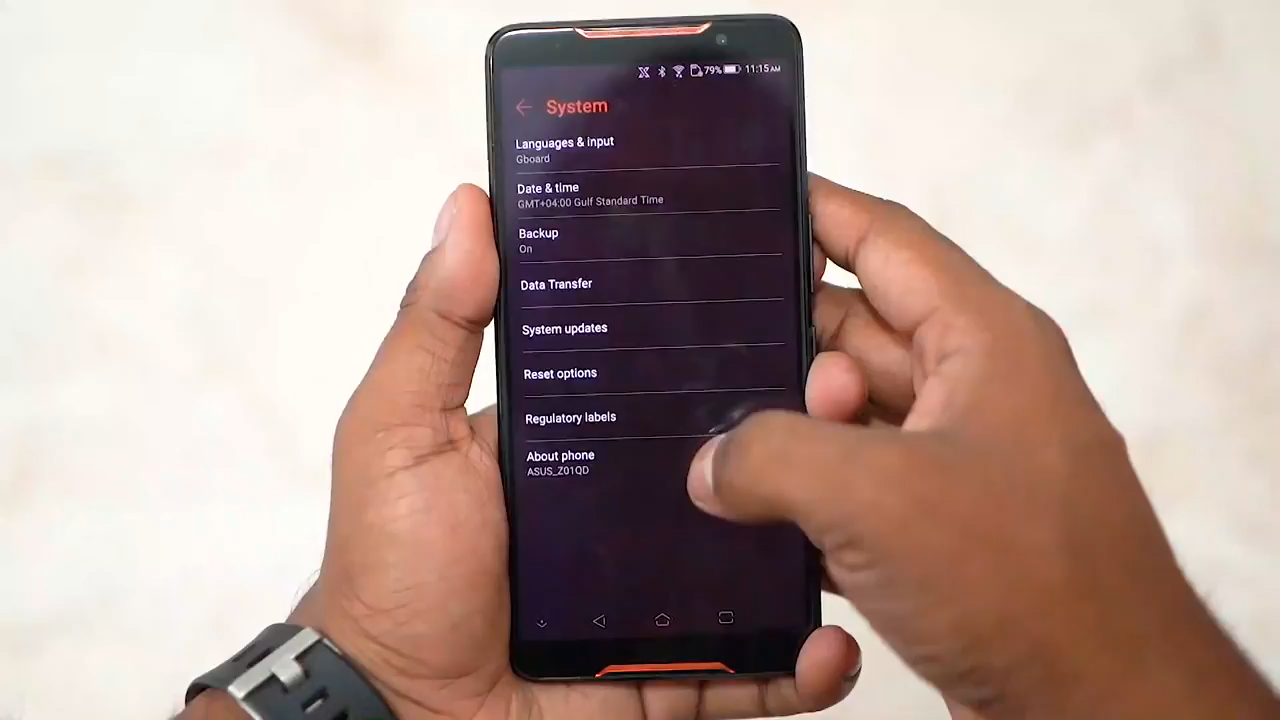 79% 11:15 AM
System
Languages & input
Gboard
Date & time
GMT+04:00 Gulf Standard Time
Backup
On
Data Transfer
System updates
Reset options
Regulatory labels
About phone
ASUS_Z01QD